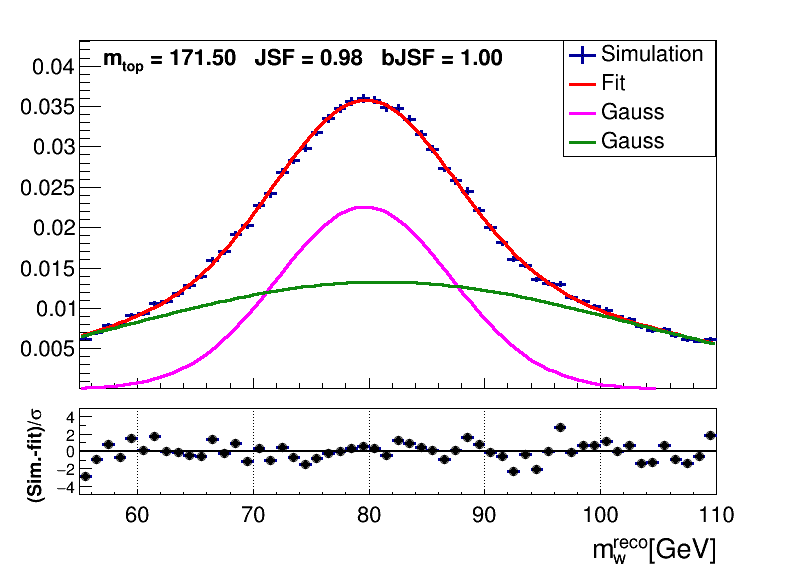 m_top = 171.50 JSF = 0.98 bJSF = 1.00
Simulation
Fit
Gauss
Gauss
0.04
0.035
0.03
0.025
0.02
0.015
0.01
0.005
(Sim.-fit)/σ
4
2
0
−2
−4
60 70 80 90 100 110
m_w^reco[GeV]